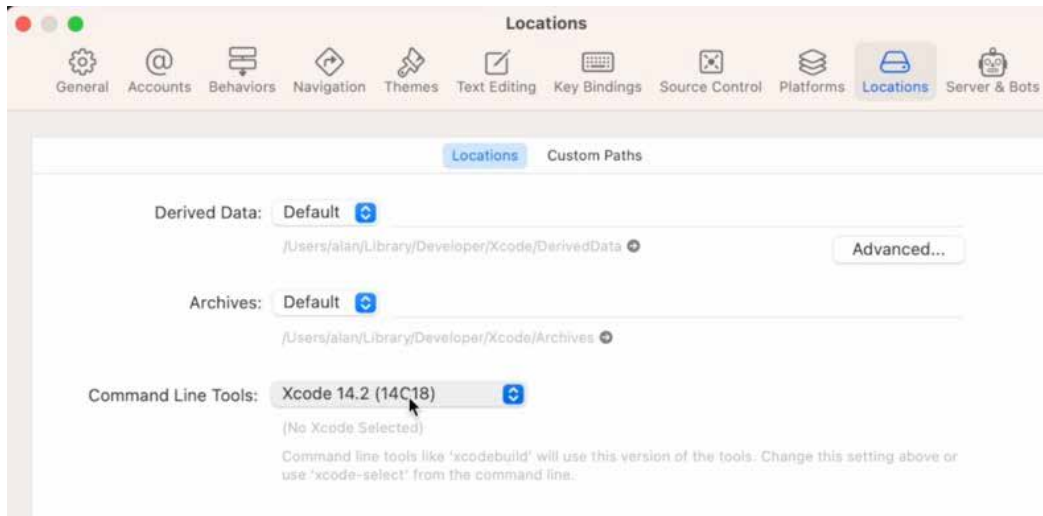 Locations
General Accounts Behaviors Navigation Themes Text Editing Key Bindings Source Control Platforms Locations Server & Bots
Locations Custom Paths
Derived Data: Default
/Users/alan/Library/Developer/Xcode/DerivedData
Advanced...
Archives: Default
/Users/alan/Library/Developer/Xcode/Archives
Command Line Tools: Xcode 14.2 (14C18)
(No Xcode Selected)
Command line tools like 'xcodebuild' will use this version of the tools. Change this setting above or
use 'xcode-select' from the command line.